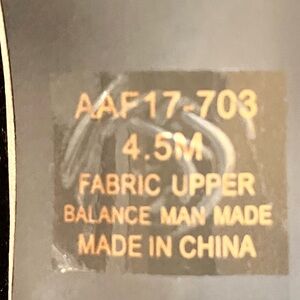 AAF17-703
4.5M
FABRIC UPPER
BALANCE MAN MADE
MADE IN CHINA